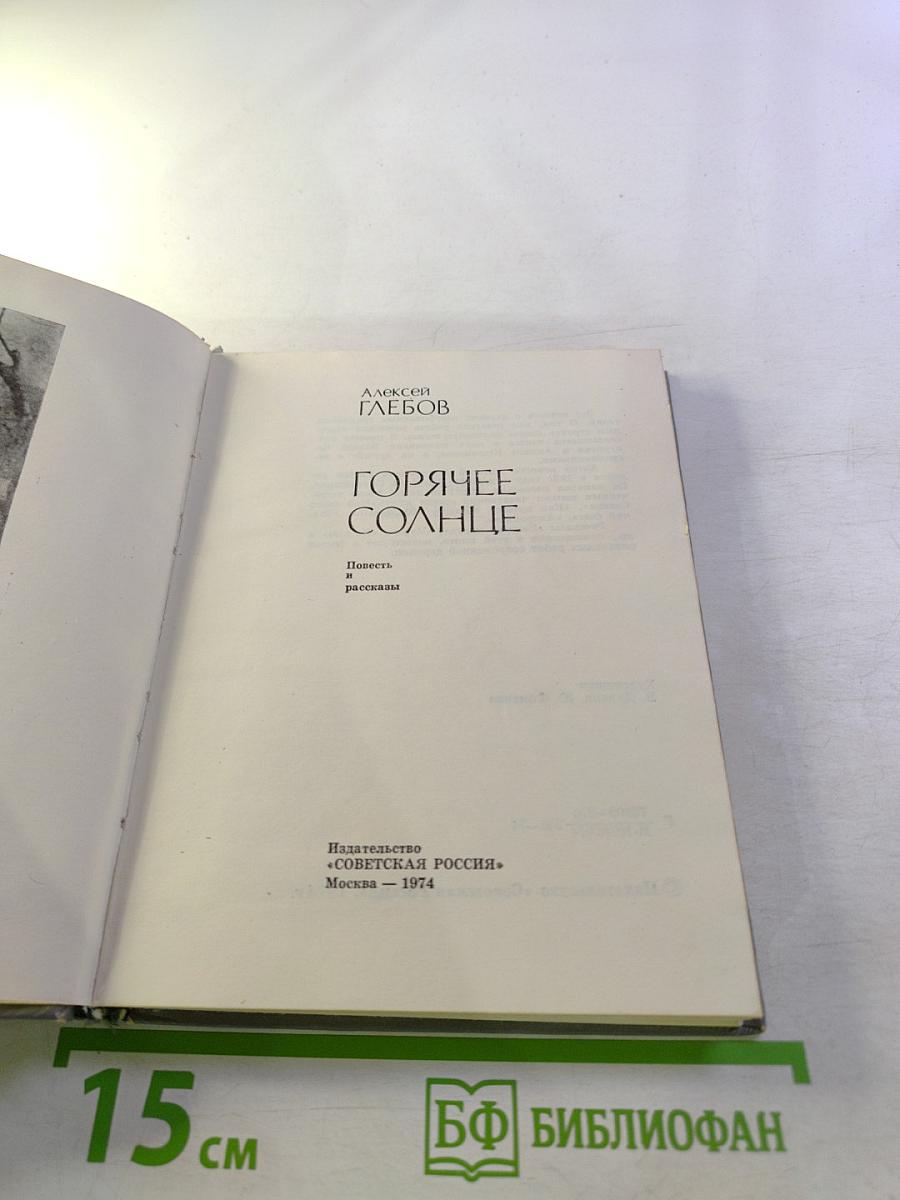 Алексей
ГЛЕБОВ
ГОРЯЧЕЕ
СОЛНЦЕ
Повесть
и
рассказы
Издательство
«СОВЕТСКАЯ РОССИЯ»
Москва — 1974
15 см
БФ БИБЛИОФАН